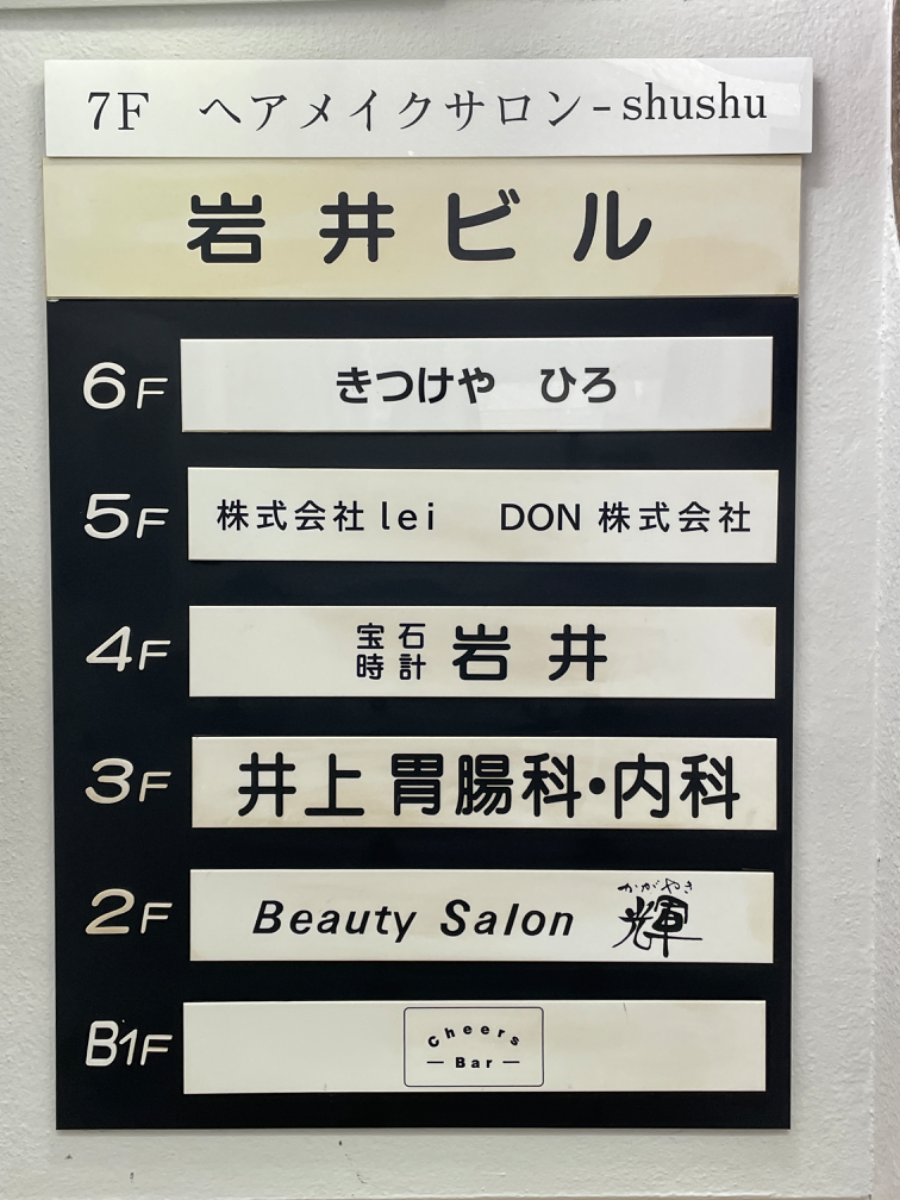 7F ヘアメイクサロン-shushu
岩井ビル
6F きつけや ひろ
5F 株式会社lei DON 株式会社
4F 宝石 時計 岩井
3F 井上 胃腸科・内科
2F Beauty Salon かがやき 輝
B1F Cheers
Bar